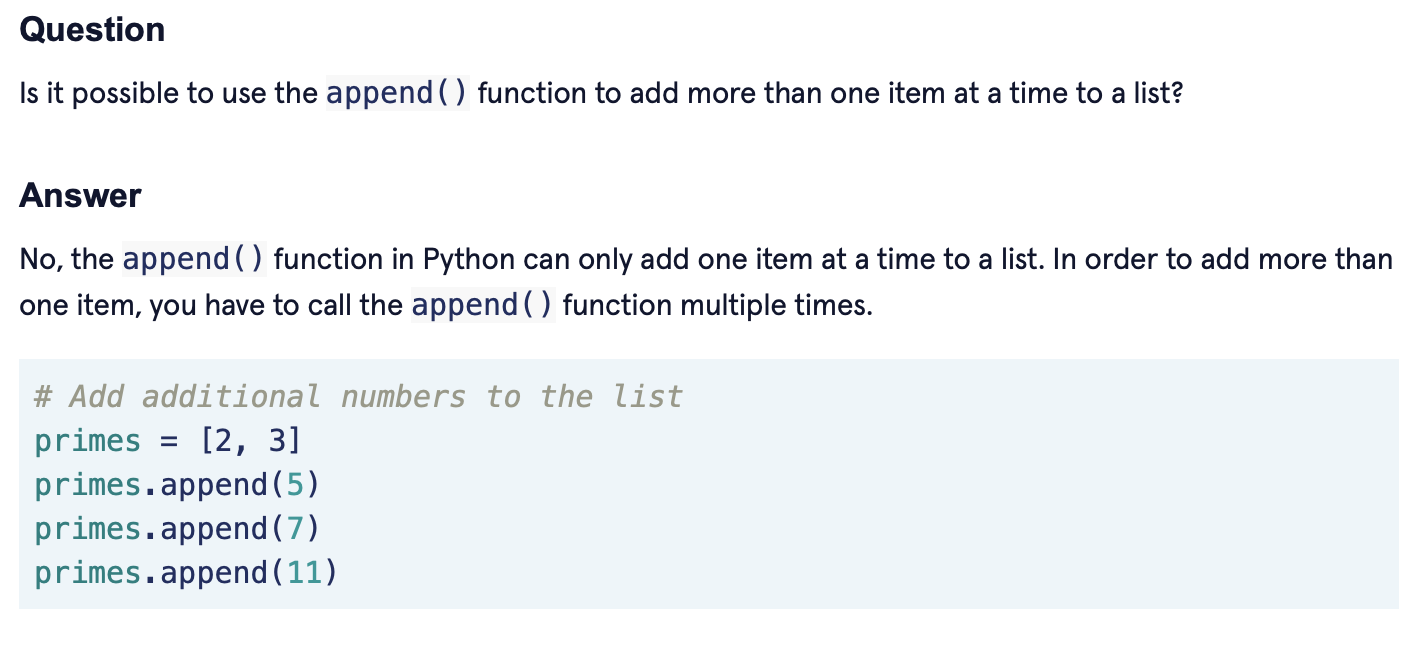 Question
Is it possible to use the append() function to add more than one item at a time to a list?
Answer
No, the append() function in Python can only add one item at a time to a list. In order to add more than
one item, you have to call the append() function multiple times.
# Add additional numbers to the list
primes = [2, 3]
primes.append(5)
primes.append(7)
primes.append(11)